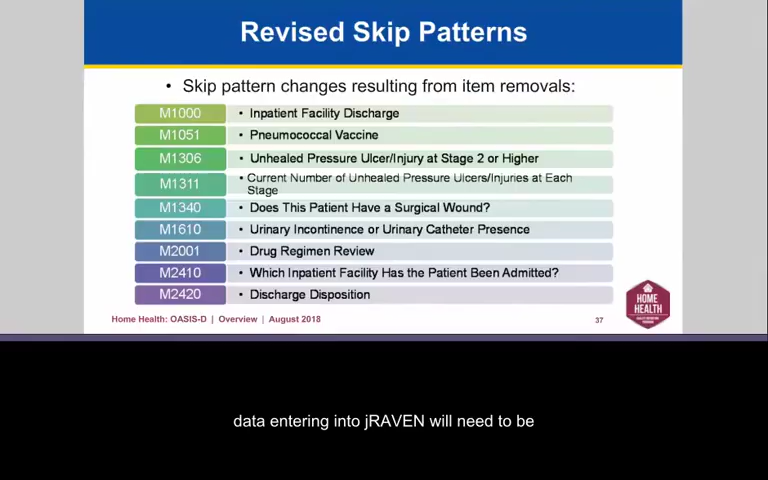 Revised Skip Patterns
• Skip pattern changes resulting from item removals:
M1000 • Inpatient Facility Discharge
M1051 • Pneumococcal Vaccine
M1306 • Unhealed Pressure Ulcer/Injury at Stage 2 or Higher
M1311 • Current Number of Unhealed Pressure Ulcers/Injuries at Each
Stage
M1340 • Does This Patient Have a Surgical Wound?
M1610 • Urinary Incontinence or Urinary Catheter Presence
M2001 • Drug Regimen Review
M2410 • Which Inpatient Facility Has the Patient Been Admitted?
M2420 • Discharge Disposition
Home Health: OASIS-D | Overview | August 2018
37
HOME
HEALTH
data entering into jRAVEN will need to be